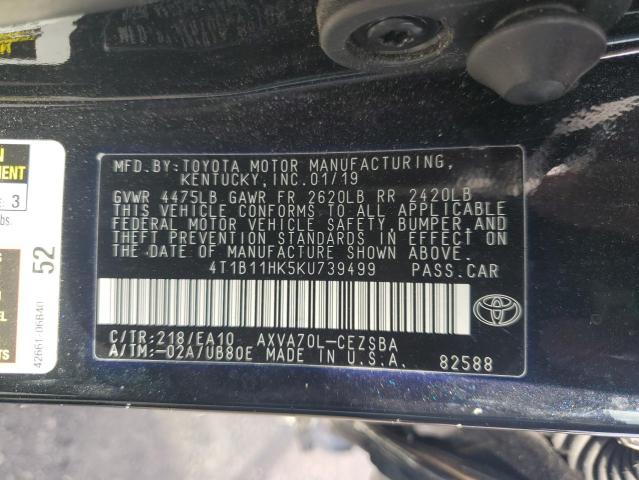 MFD.BY:TOYOTA MOTOR MANUFACTURING,
KENTUCKY,INC.01/19
GVWR 4475LB GAWR FR 2620LB RR 2420LB
THIS VEHICLE CONFORMS TO ALL APPLICABLE
FEDERAL MOTOR VEHICLE SAFETY,BUMPER,AND
THEFT PREVENTION STANDARDS IN EFFECT ON
THE DATE OF MANUFACTURE SHOWN ABOVE.
4T1B11HK5KU739499 PASS.CAR
C/TR:218/EA10 AXVA70L-CEZSBA
A/TM:-02A/UB80E MADE IN U.S.A.
82588
3
52
42661-06B40